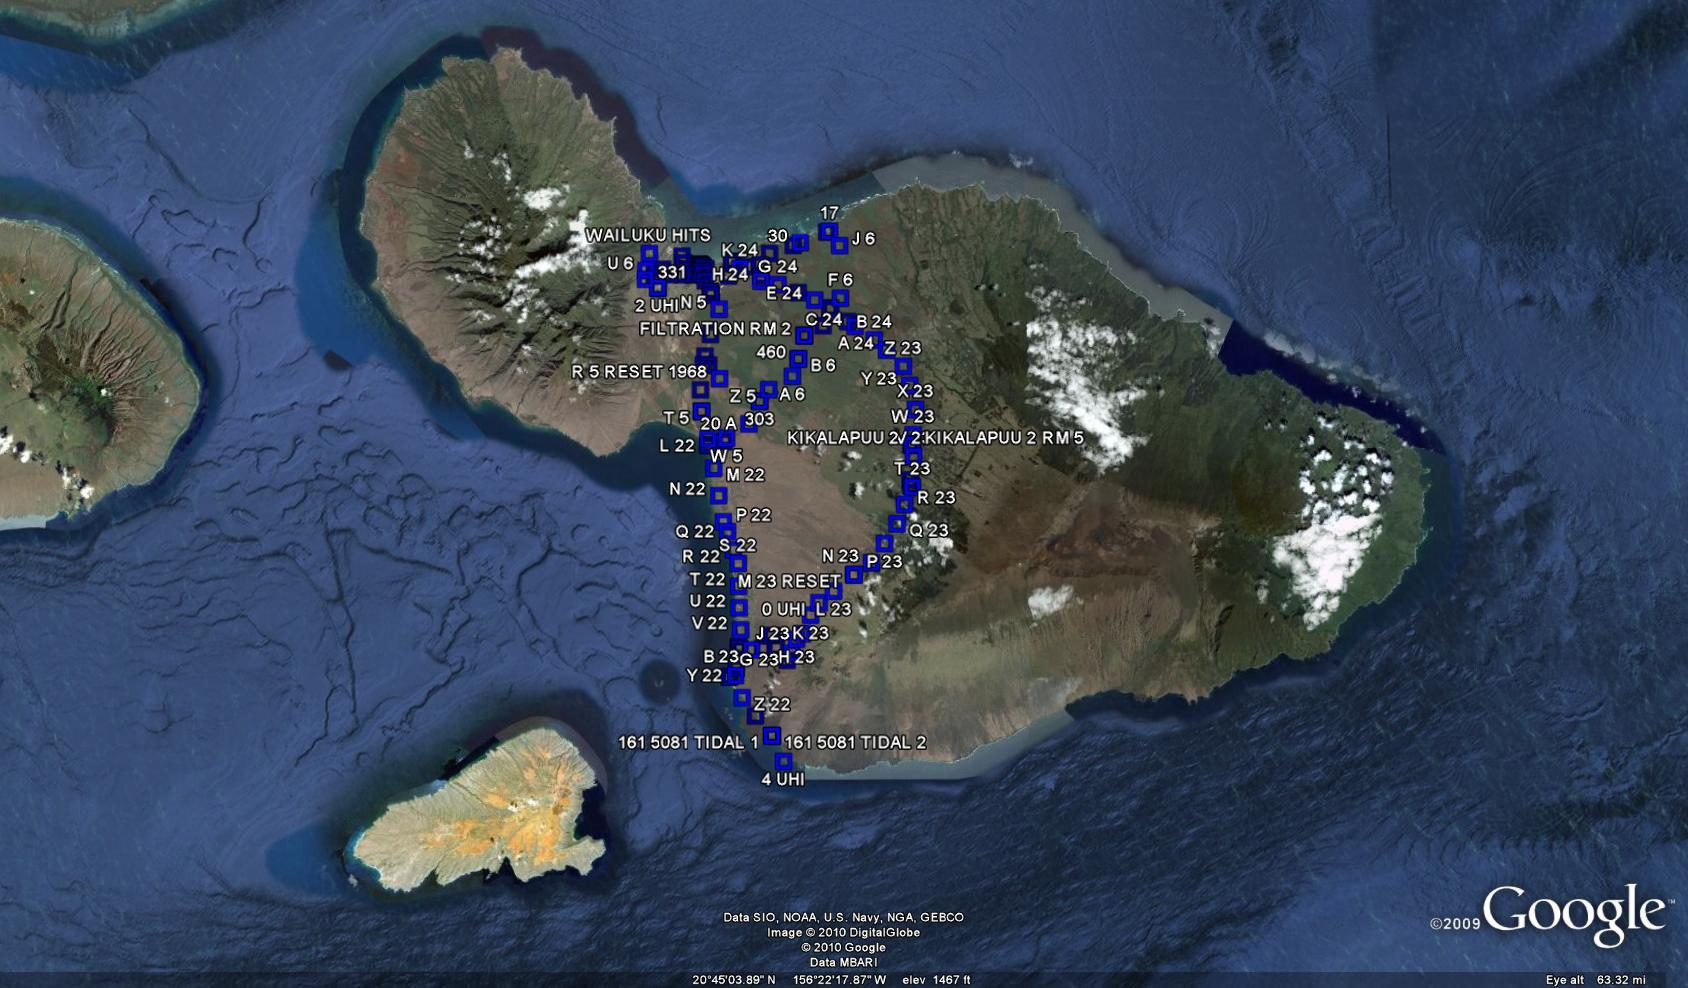 17
WAILUKU HITS
30
J 6
K 24
U 6
331
H 24
G 24
F 6
E 24
2 UHI
N 5
C 24
B 24
FILTRATION RM 2
A 24
Z 23
460
B 6
R 5 RESET 1968
Y 23
X 23
Z 5
A 6
T 5
20 A
303
W 23
KIKALAPUU 2
KIKALAPUU 2 RM 5
L 22
W 5
M 22
T 23
N 22
R 23
P 22
Q 22
Q 23
S 22
R 22
N 23
P 23
T 22
M 23 RESET
U 22
0 UHI
L 23
V 22
J 23
K 23
B 23
G 23
H 23
Y 22
Z 22
161 5081 TIDAL 1
161 5081 TIDAL 2
4 UHI
Data SIO, NOAA, U.S. Navy, NGA, GEBCO
Image © 2010 DigitalGlobe
© 2010 Google
Data MBARI
©2009 Google™
20°45'03.89" N 156°22'17.87" W elev 1467 ft
Eye alt 63.32 mi